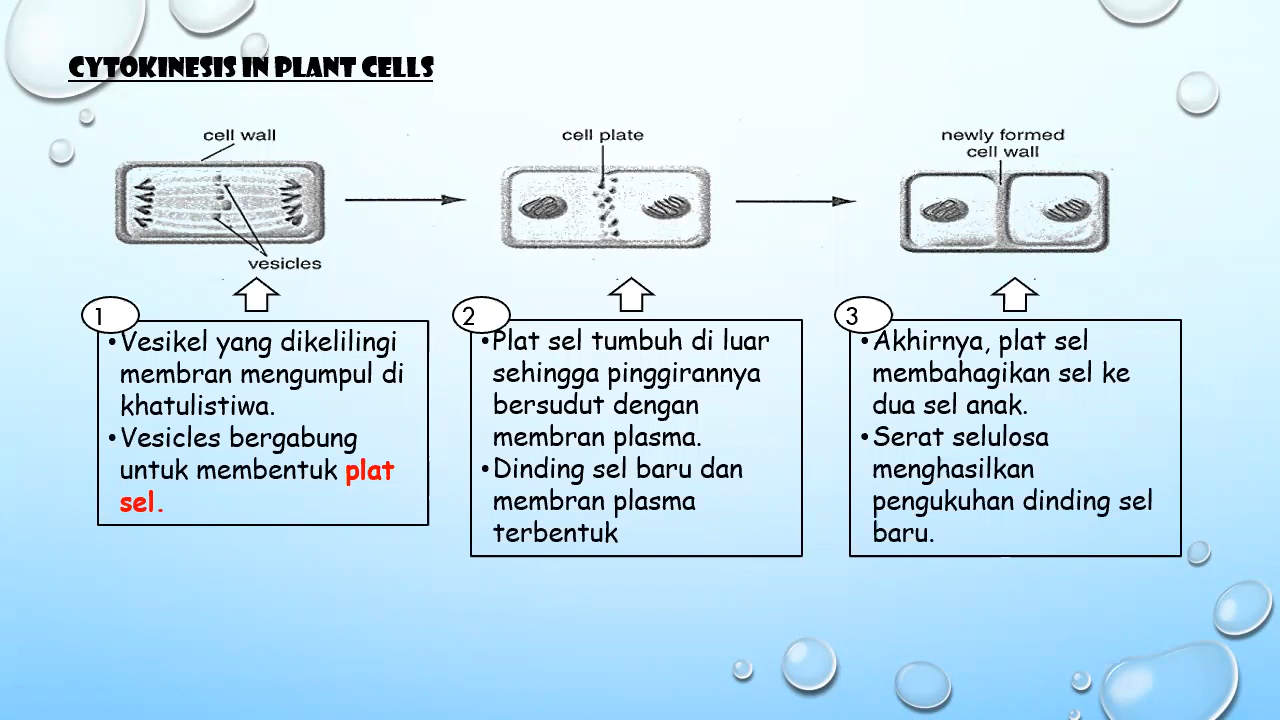 CYTOKINESIS IN PLANT CELLS
cell wall
vesicles
cell plate
newly formed
cell wall
1
•Vesikel yang dikelilingi
membran mengumpul di
khatulistiwa.
•Vesicles bergabung
untuk membentuk plat
sel.
2
•Plat sel tumbuh di luar
sehingga pinggirannya
bersudut dengan
membran plasma.
•Dinding sel baru dan
membran plasma
terbentuk
3
•Akhirnya, plat sel
membahagikan sel ke
dua sel anak.
•Serat selulosa
menghasilkan
pengukuhan dinding sel
baru.